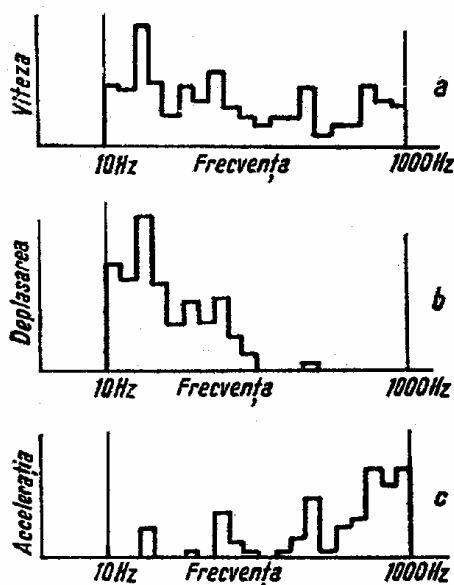 Viteza
a
10Hz Frecvența 1000Hz
Deplasarea
b
10Hz Frecvența 1000Hz
Accelerația
c
10Hz Frecvența 1000Hz